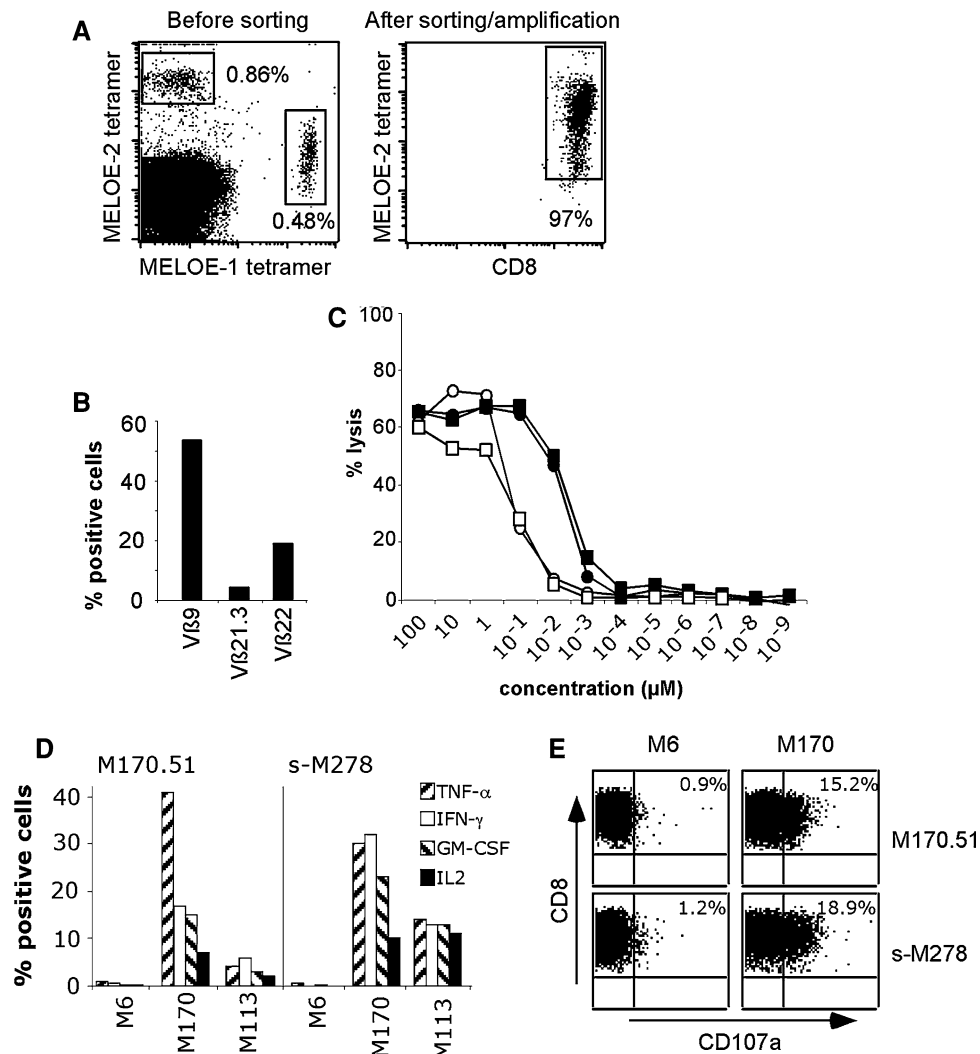 A
Before sorting
After sorting/amplification
0.86%
0.48%
MELOE-2 tetramer
MELOE-1 tetramer
97%
MELOE-2 tetramer
CD8
B
60
40
20
0
% positive cells
Vß9
Vß21.3
Vß22
C
100
80
60
40
20
0
% lysis
100
10
1
10⁻¹
10⁻²
10⁻³
10⁻⁴
10⁻⁵
10⁻⁶
10⁻⁷
10⁻⁸
10⁻⁹
concentration (µM)
D
M170.51
s-M278
40
30
20
10
0
% positive cells
TNF-α
IFN-γ
GM-CSF
IL2
M6
M170
M113
M6
M170
M113
E
M6
M170
0.9%
15.2%
M170.51
1.2%
18.9%
s-M278
CD8
CD107a